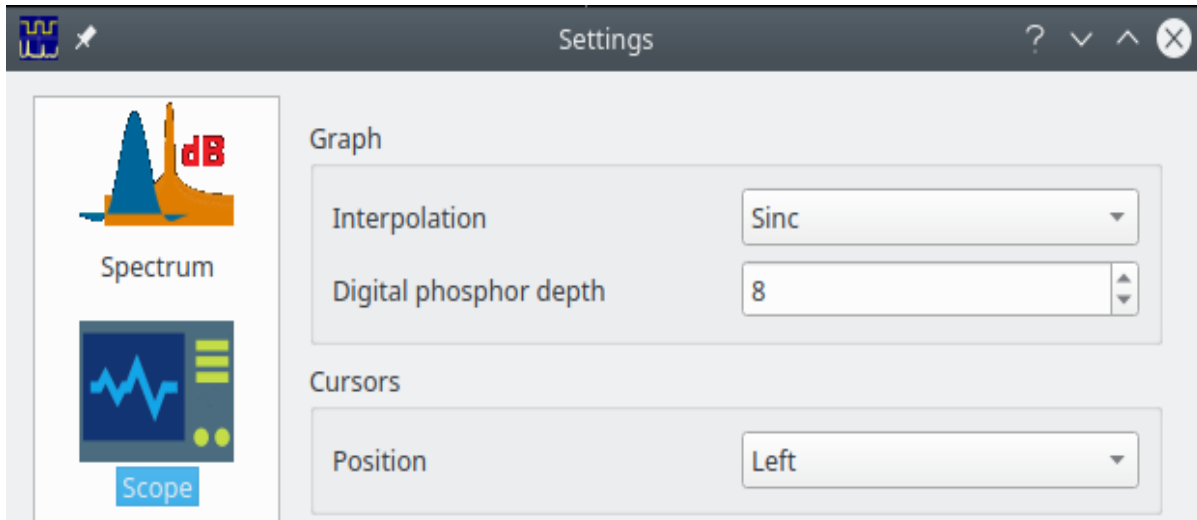 Settings
dB
Spectrum
Scope
Graph
Interpolation Sinc
Digital phosphor depth 8
Cursors
Position Left